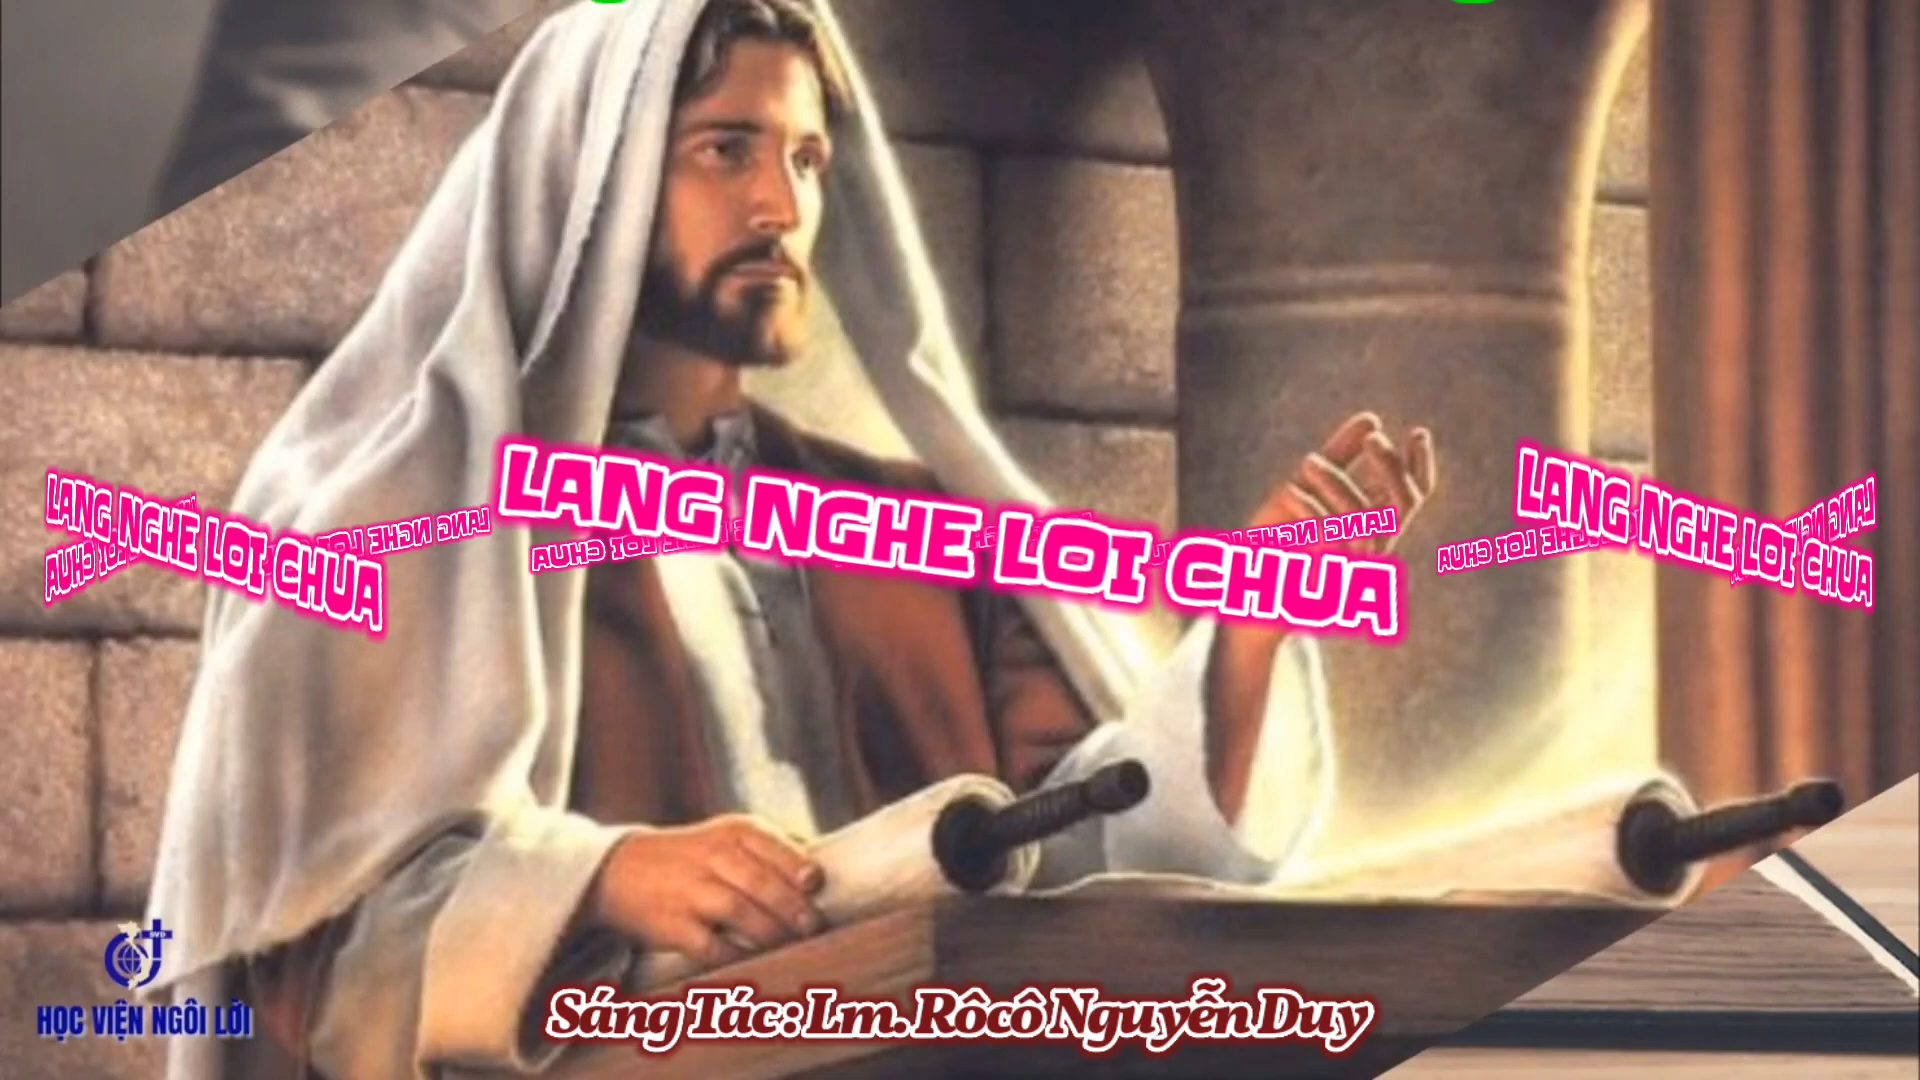 LANG NGHE LOI CHUA
LANG NGHE LOI CHUA
LANG NGHE LOI CHUA
SVD
HỌC VIỆN NGÔI LỜI
Sáng Tác : Lm. Rôcô Nguyễn Duy